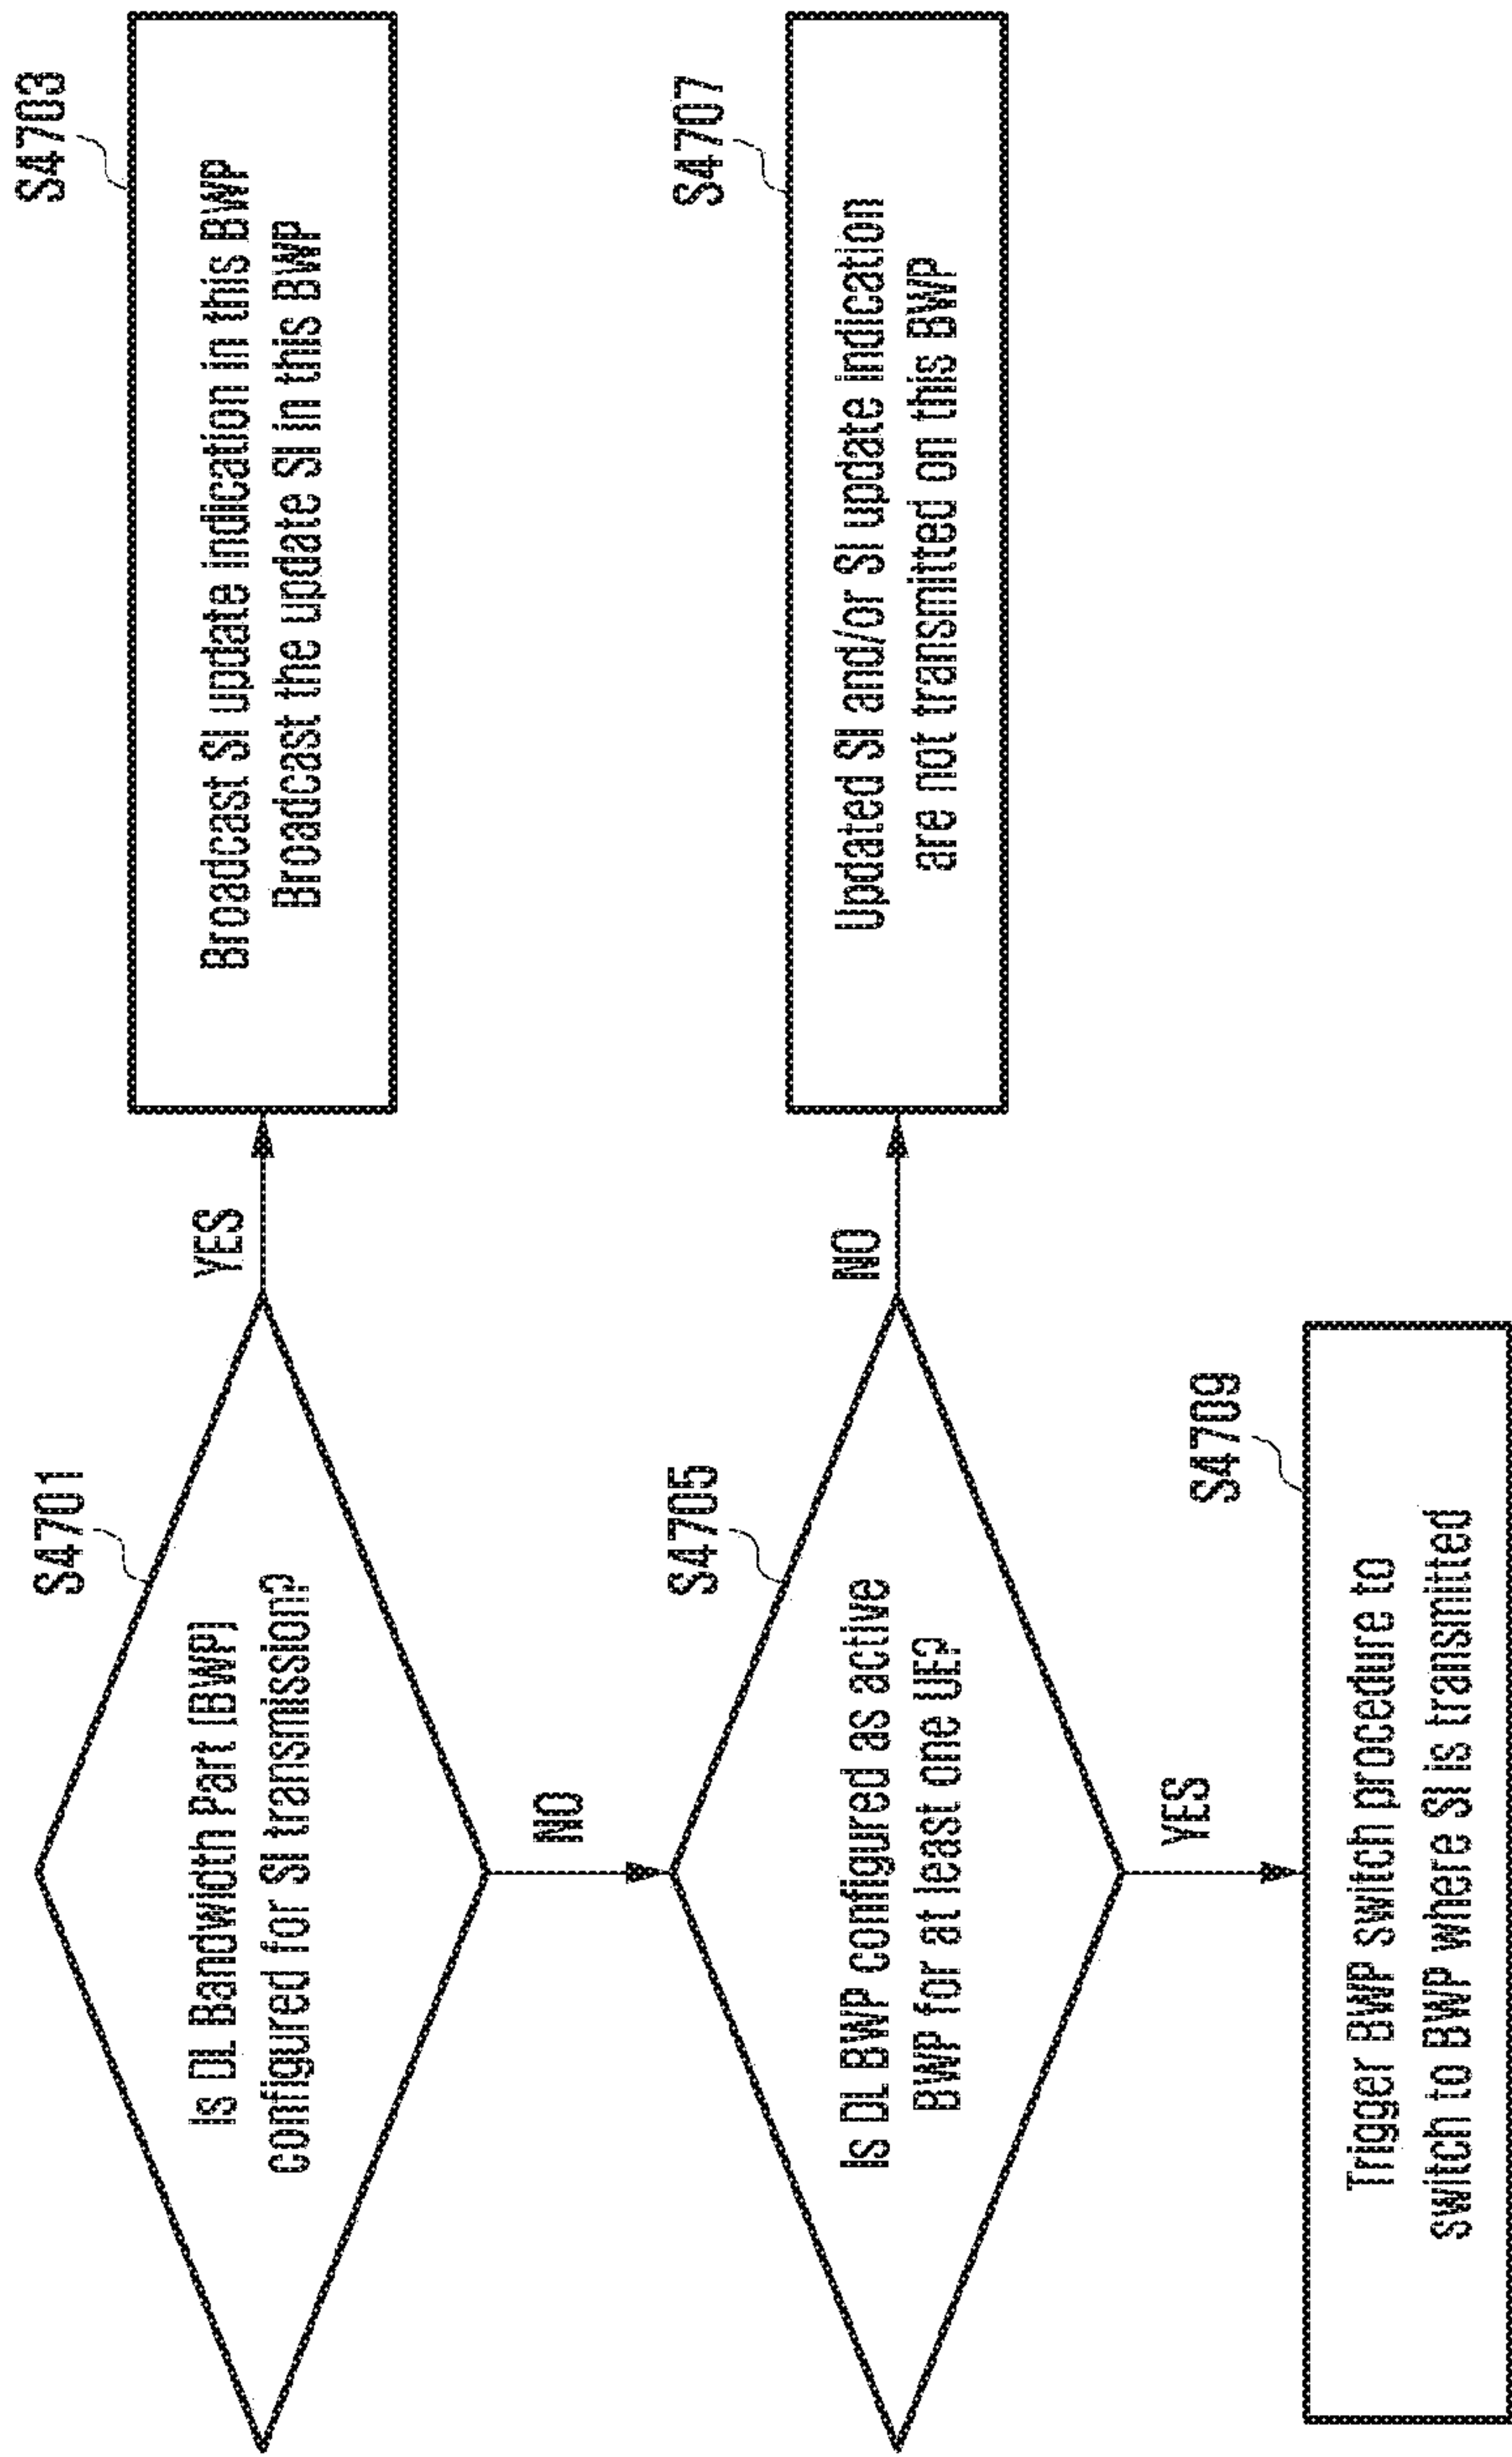 S4701
Is DL Bandwidth Part (BWP)
configured for SI transmission?
YES
S4703
Broadcast SI update indication in this BWP
Broadcast the update SI in this BWP
NO
S4705
Is DL BWP configured as active
BWP for at least one UE?
NO
S4707
Updated SI and/or SI update indication
are not transmitted on this BWP
YES
S4709
Trigger BWP switch procedure to
switch to BWP where SI is transmitted